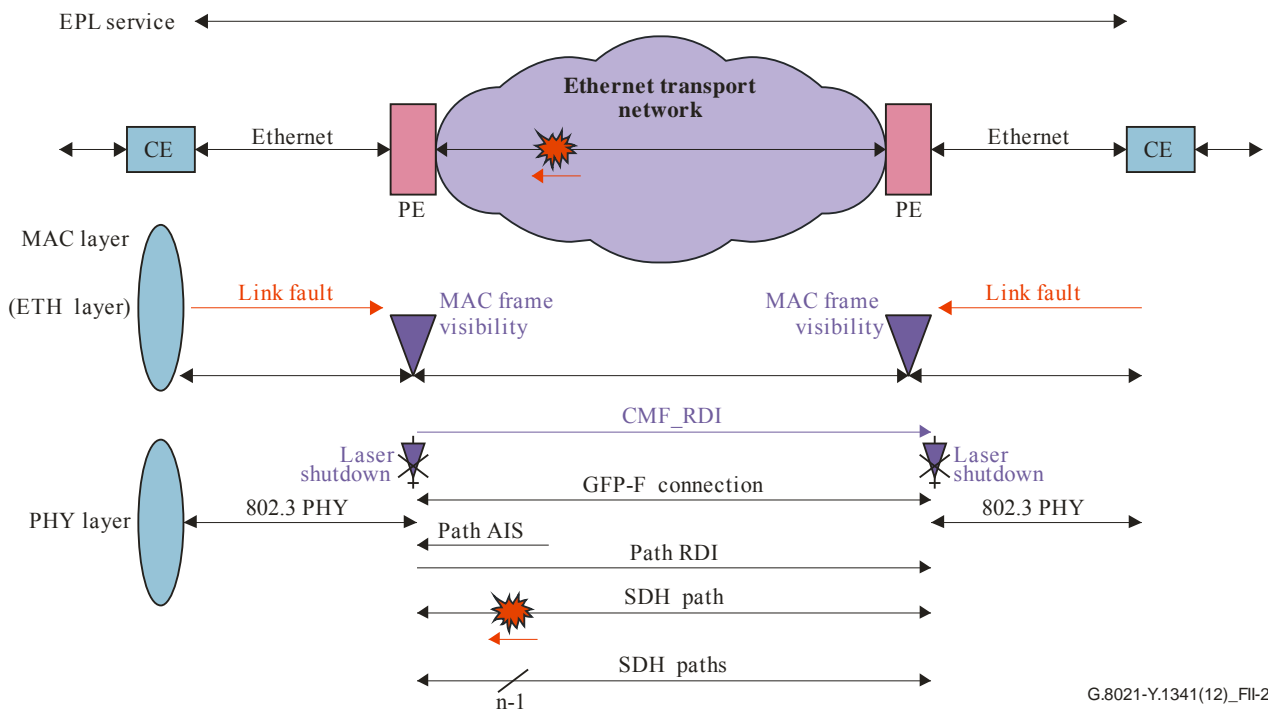 EPL service
Ethernet transport
network
CE
Ethernet
Ethernet
CE
PE
PE
MAC layer
(ETH layer)
Link fault
MAC frame
visibility
MAC frame
visibility
Link fault
CMF_RDI
Laser
shutdown
Laser
shutdown
GFP-F connection
PHY layer
802.3 PHY
802.3 PHY
Path AIS
Path RDI
SDH path
SDH paths
n-1
G.8021-Y.1341(12)_FII-2